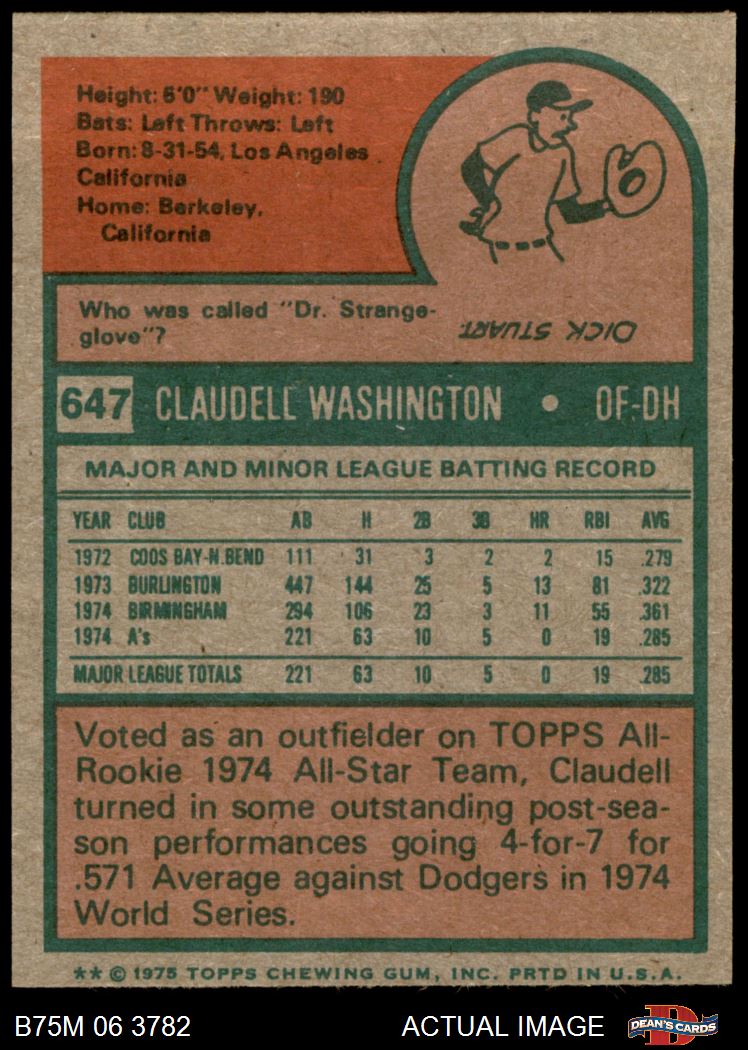 Height: 6'0" Weight: 190
Bats: Left Throws: Left
Born: 8-31-54, Los Angeles
California
Home: Berkeley,
California
Who was called "Dr. Strange-
glove"?
DICK STUART
647 CLAUDELL WASHINGTON • OF-DH
MAJOR AND MINOR LEAGUE BATTING RECORD
YEAR CLUB AB H 2B 3B HR RBI AVG
1972 COOS BAY-N.BEND 111 31 3 2 2 15 .279
1973 BURLINGTON 447 144 25 5 13 81 .322
1974 BIRMINGHAM 294 106 23 3 11 55 .361
1974 A's 221 63 10 5 0 19 .285
MAJOR LEAGUE TOTALS 221 63 10 5 0 19 .285
Voted as an outfielder on TOPPS All-
Rookie 1974 All-Star Team, Claudell
turned in some outstanding post-sea-
son performances going 4-for-7 for
.571 Average against Dodgers in 1974
World Series.
** © 1975 TOPPS CHEWING GUM, INC. PRTD IN U.S.A.
B75M 06 3782 ACTUAL IMAGE D DEAN'S CARDS